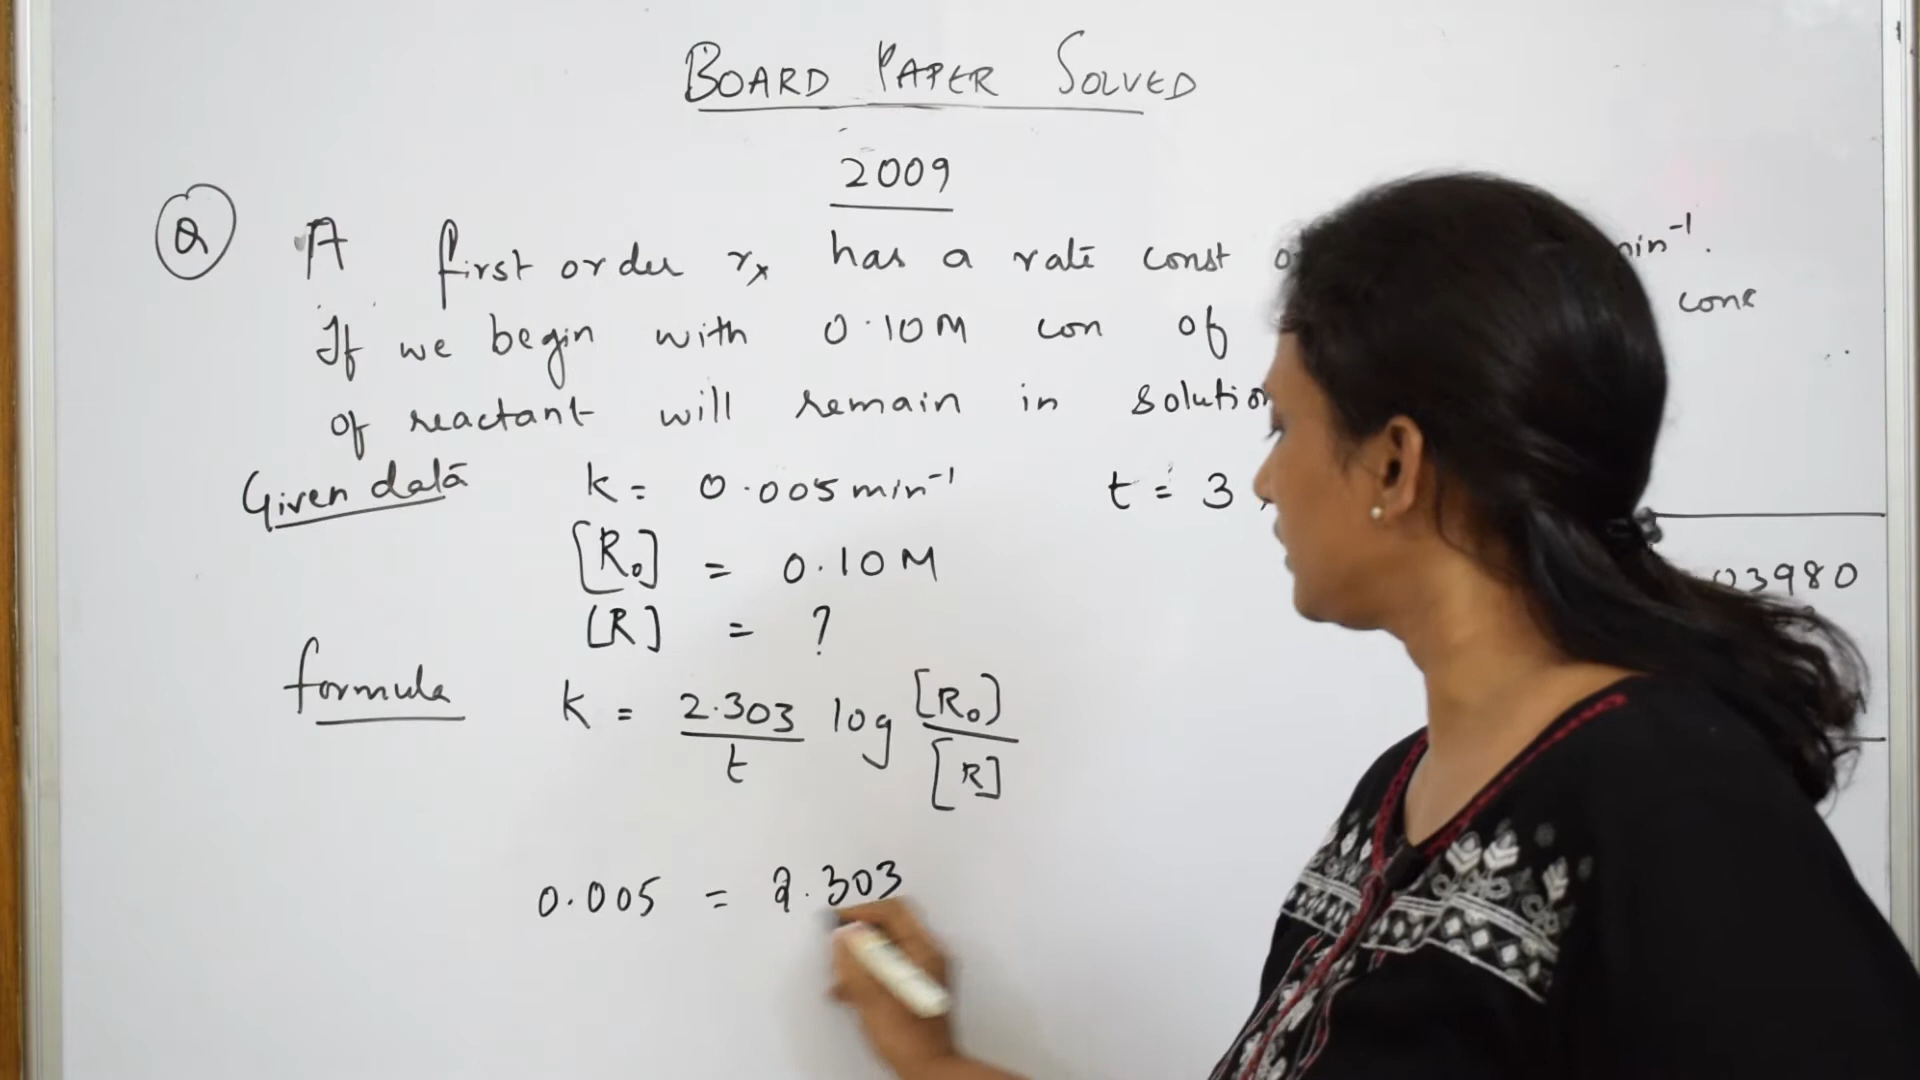 BOARD PAPER SOLVED
2009
Q A first order rx has a rate const min⁻¹.
If we begin with 0.10M con of conc
of reactant will remain in solution
Given data k = 0.005 min⁻¹ t = 3
[R₀] = 0.10 M
[R] = ?
03980
formula k = 2.303/t log [R₀]/[R]
0.005 = 2.303